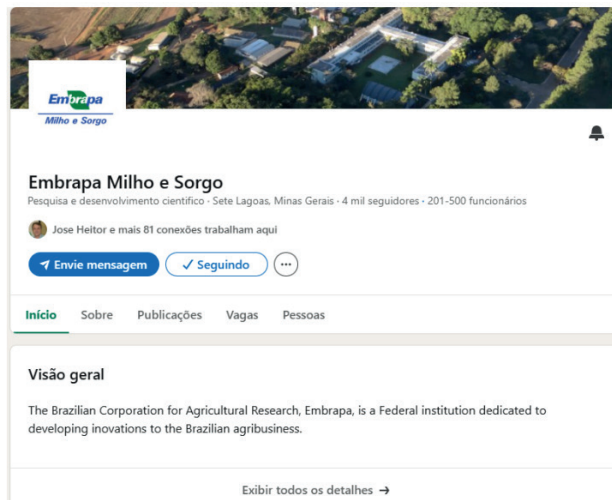 Embrapa
Milho e Sorgo
Embrapa Milho e Sorgo
Pesquisa e desenvolvimento científico · Sete Lagoas, Minas Gerais · 4 mil seguidores · 201-500 funcionários
Jose Heitor e mais 81 conexões trabalham aqui
Envie mensagem
✓ Seguindo
Início Sobre Publicações Vagas Pessoas
Visão geral
The Brazilian Corporation for Agricultural Research, Embrapa, is a Federal institution dedicated to
developing inovations to the Brazilian agribusiness.
Exibir todos os detalhes →